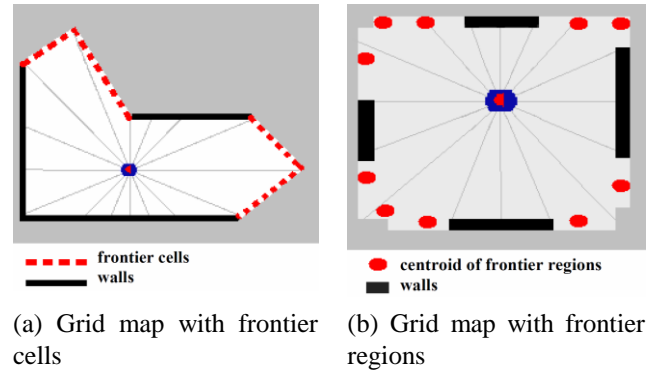 frontier cells
walls
centroid of frontier regions
walls
(a) Grid map with frontier
cells
(b) Grid map with frontier
regions